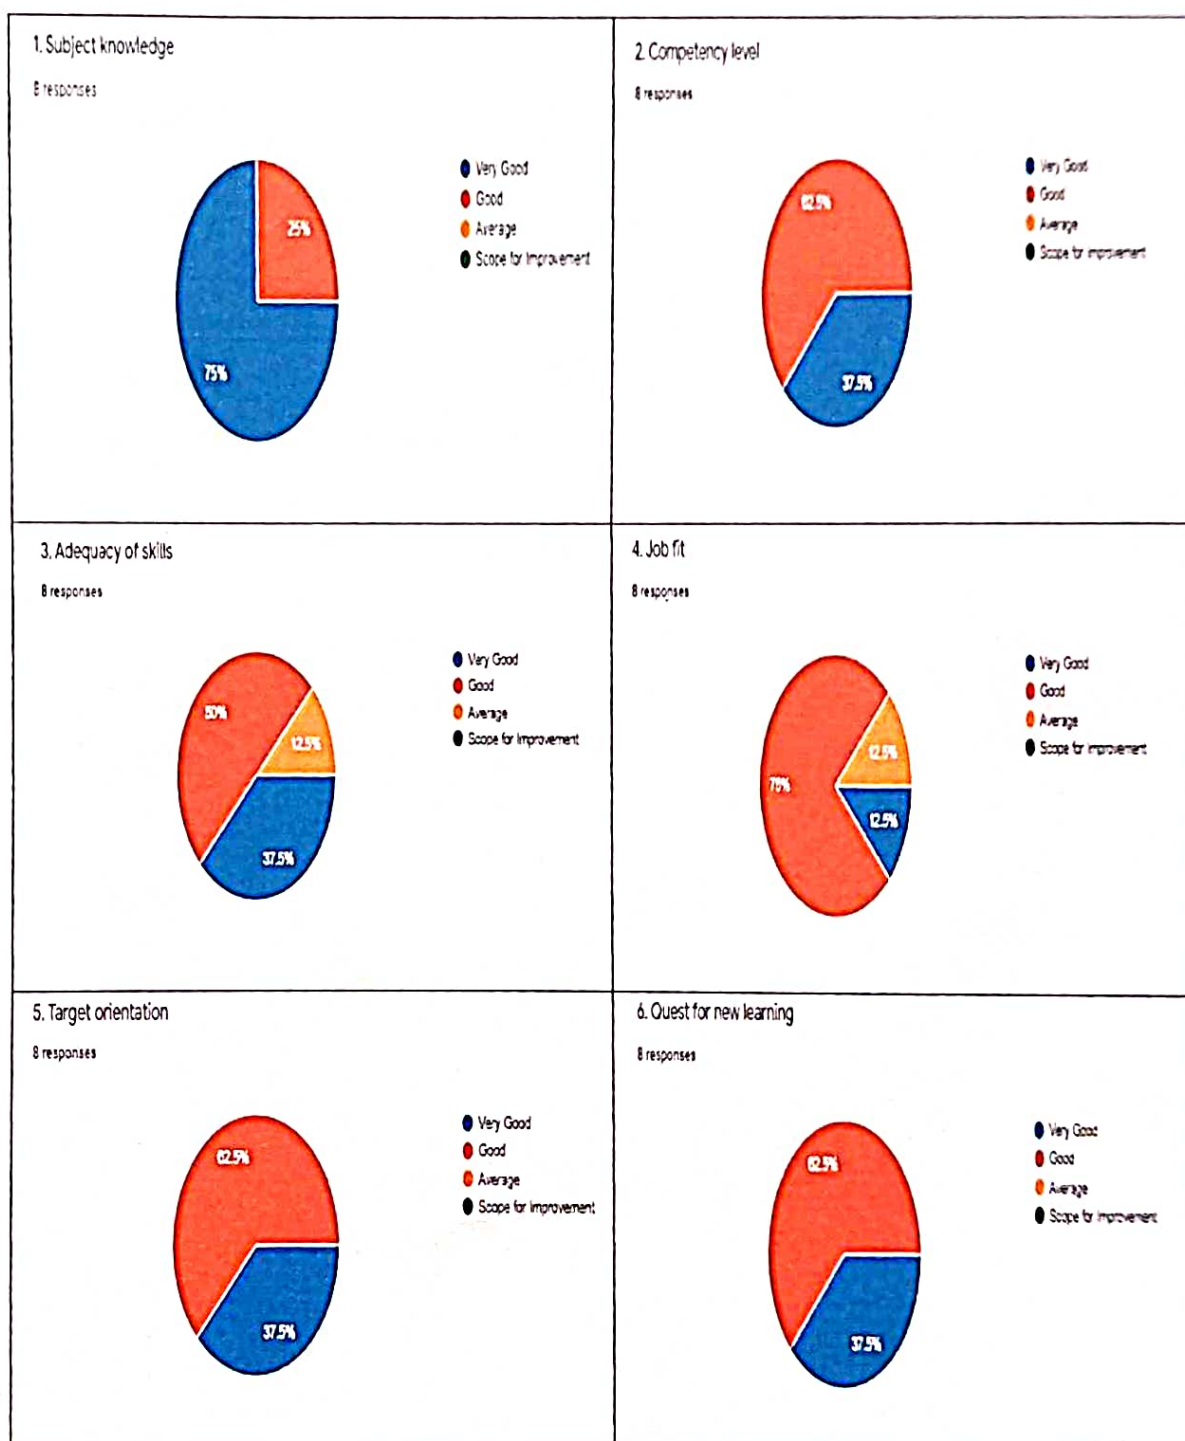 1. Subject knowledge
8 responses
Very Good
Good
Average
Scope for Improvement
25%
75%
2. Competency level
8 responses
Very Good
Good
Average
Scope for Improvement
62.5%
37.5%
3. Adequacy of skills
8 responses
Very Good
Good
Average
Scope for Improvement
50%
12.5%
37.5%
4. Job fit
8 responses
Very Good
Good
Average
Scope for Improvement
12.5%
75%
12.5%
5. Target orientation
8 responses
Very Good
Good
Average
Scope for Improvement
62.5%
37.5%
6. Quest for new learning
8 responses
Very Good
Good
Average
Scope for Improvement
62.5%
37.5%